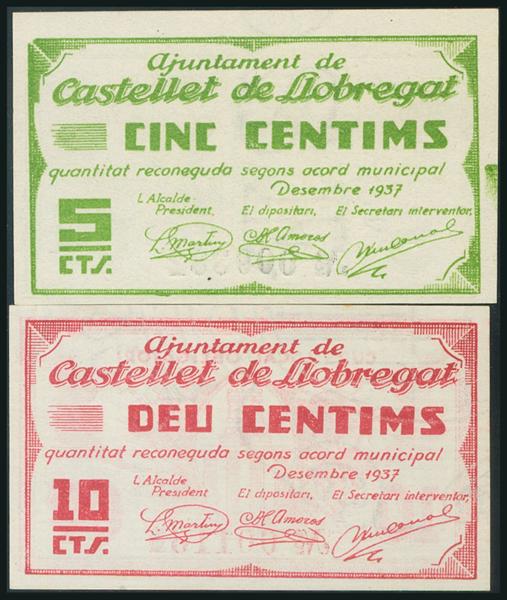 Ajuntament de
Castellet de Llobregat
CINC CENTIMS
quantitat reconeguda segons acord municipal
Desembre 1937
L'Alcalde President, El dipositari, El Secretari interventor,
5 CTS.
Ajuntament de
Castellet de Llobregat
DEU CENTIMS
quantitat reconeguda segons acord municipal
Desembre 1937
L'Alcalde President El dipositari, El Secretari interventor,
10 CTS.